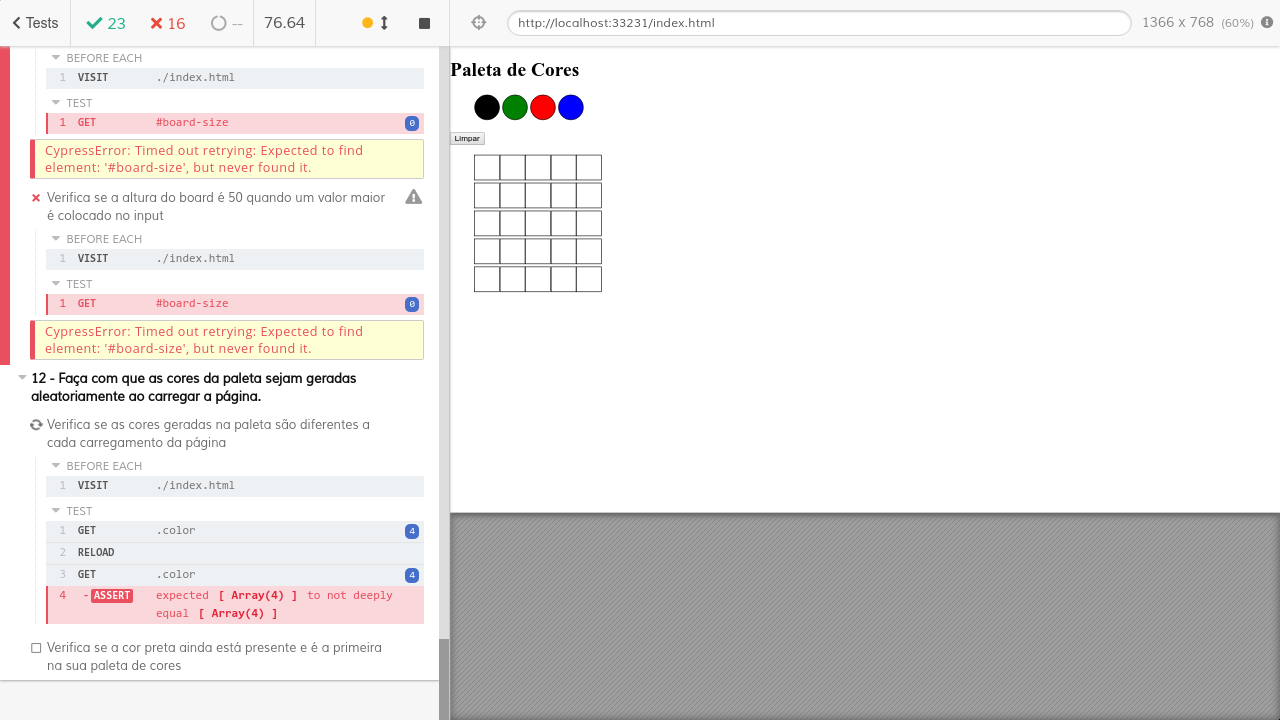 Tests 23 16 -- 76.64 http://localhost:33231/index.html 1366 x 768 (60%)
BEFORE EACH
1 VISIT ./index.html
TEST
1 GET #board-size 0
CypressError: Timed out retrying: Expected to find
element: '#board-size', but never found it.
Verifica se a altura do board é 50 quando um valor maior
é colocado no input
BEFORE EACH
1 VISIT ./index.html
TEST
1 GET #board-size 0
CypressError: Timed out retrying: Expected to find
element: '#board-size', but never found it.
12 - Faça com que as cores da paleta sejam geradas
aleatoriamente ao carregar a página.
Verifica se as cores geradas na paleta são diferentes a
cada carregamento da página
BEFORE EACH
1 VISIT ./index.html
TEST
1 GET .color 4
2 RELOAD
3 GET .color 4
4 -ASSERT expected [ Array(4) ] to not deeply
equal [ Array(4) ]
Verifica se a cor preta ainda está presente e é a primeira
na sua paleta de cores
Paleta de Cores
Limpar